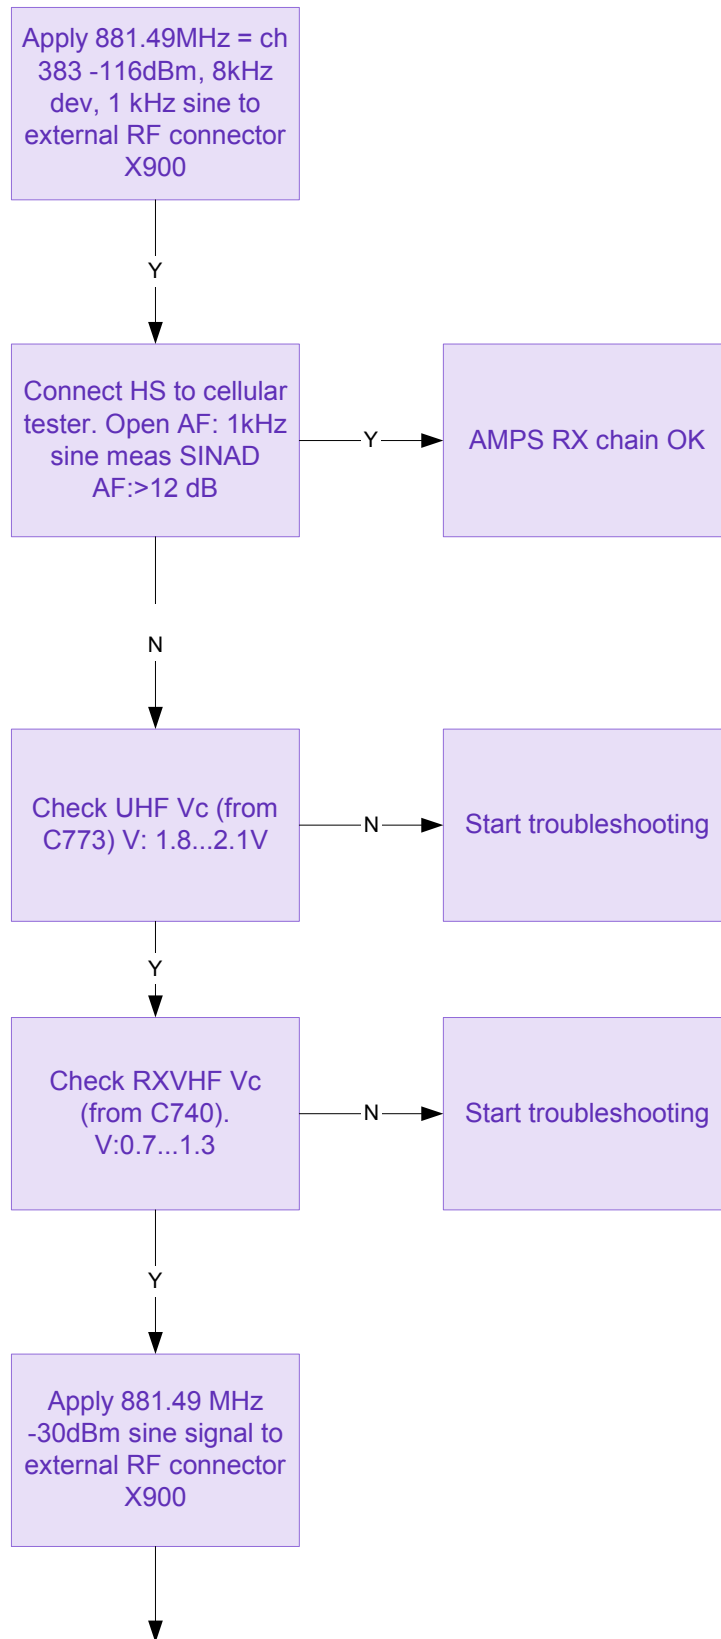 Apply 881.49MHz = ch
383 -116dBm, 8kHz
dev, 1 kHz sine to
external RF connector
X900
Y
Connect HS to cellular
tester. Open AF: 1kHz
sine meas SINAD
AF:>12 dB
Y
AMPS RX chain OK
N
Check UHF Vc (from
C773) V: 1.8...2.1V
N
Start troubleshooting
Y
Check RXVHF Vc
(from C740).
V:0.7...1.3
N
Start troubleshooting
Y
Apply 881.49 MHz
-30dBm sine signal to
external RF connector
X900